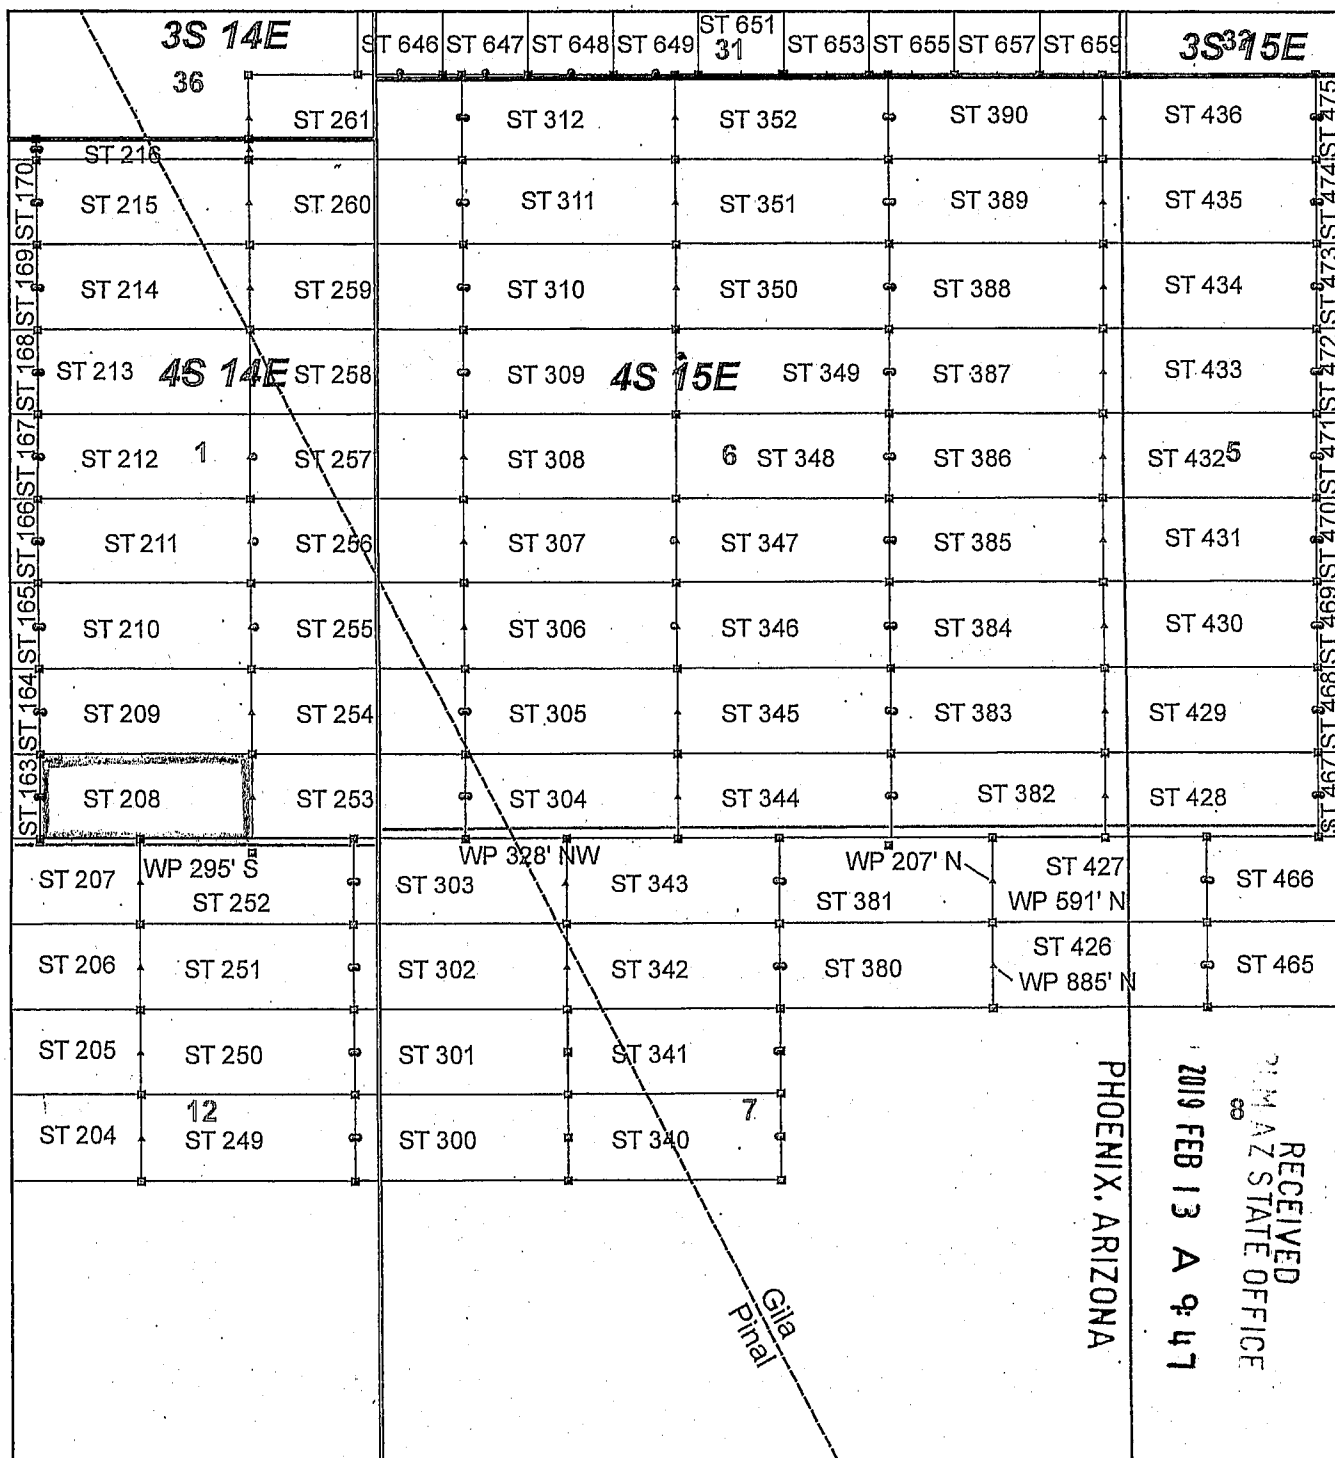 3S 14E
36
ST 646 ST 647 ST 648 ST 649 ST 651 ST 653 ST 655 ST 657 ST 659
31
3S 15E
32
ST 261 ST 312 ST 352 ST 390 ST 436 ST 475
ST 216
ST 170 ST 215 ST 260 ST 311 ST 351 ST 389 ST 435 ST 474
ST 169 ST 214 ST 259 ST 310 ST 350 ST 388 ST 434 ST 473
ST 168 ST 213 4S 14E ST 258 ST 309 4S 15E ST 349 ST 387 ST 433 ST 472
ST 167 ST 212 1 ST 257 ST 308 6 ST 348 ST 386 ST 432 5 ST 471
ST 166 ST 211 ST 256 ST 307 ST 347 ST 385 ST 431 ST 470
ST 165 ST 210 ST 255 ST 306 ST 346 ST 384 ST 430 ST 469
ST 164 ST 209 ST 254 ST 305 ST 345 ST 383 ST 429 ST 468
ST 163 ST 208 ST 253 ST 304 ST 344 ST 382 ST 428 ST 467
WP 295' S WP 328' NW WP 207' N
ST 207 ST 252 ST 303 ST 343 ST 381 ST 427 ST 466
WP 591' N
ST 206 ST 251 ST 302 ST 342 ST 380 ST 426 ST 465
WP 885' N
ST 205 ST 250 ST 301 ST 341
12 7 8
ST 204 ST 249 ST 300 ST 340
Gila
Pinal
RECEIVED
AZ STATE OFFICE
2019 FEB 13 A 9:47
PHOENIX, ARIZONA